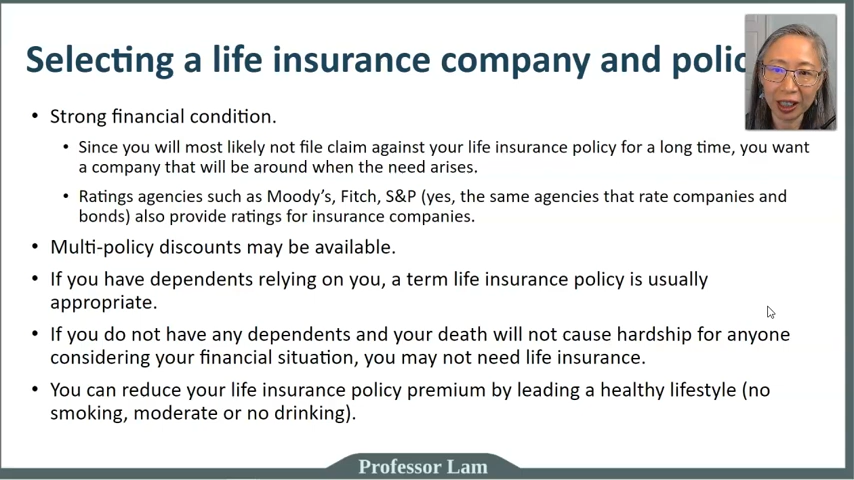 Selecting a life insurance company and polic
• Strong financial condition.
• Since you will most likely not file claim against your life insurance policy for a long time, you want
a company that will be around when the need arises.
• Ratings agencies such as Moody's, Fitch, S&P (yes, the same agencies that rate companies and
bonds) also provide ratings for insurance companies.
• Multi-policy discounts may be available.
• If you have dependents relying on you, a term life insurance policy is usually
appropriate.
• If you do not have any dependents and your death will not cause hardship for anyone
considering your financial situation, you may not need life insurance.
• You can reduce your life insurance policy premium by leading a healthy lifestyle (no
smoking, moderate or no drinking).
Professor Lam